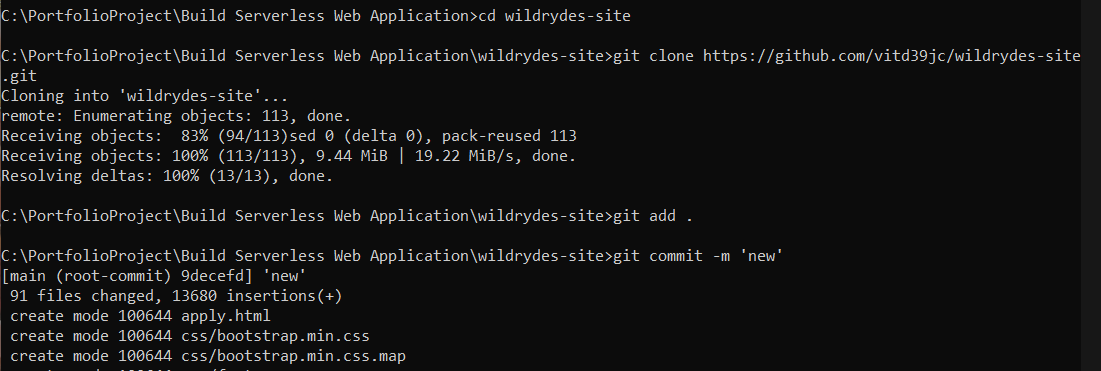 C:\PortfolioProject\Build Serverless Web Application>cd wildrydes-site
C:\PortfolioProject\Build Serverless Web Application\wildrydes-site>git clone https://github.com/vitd39jc/wildrydes-site
.git
Cloning into 'wildrydes-site'...
remote: Enumerating objects: 113, done.
Receiving objects:  83% (94/113)sed 0 (delta 0), pack-reused 113
Receiving objects: 100% (113/113), 9.44 MiB | 19.22 MiB/s, done.
Resolving deltas: 100% (13/13), done.
C:\PortfolioProject\Build Serverless Web Application\wildrydes-site>git add .
C:\PortfolioProject\Build Serverless Web Application\wildrydes-site>git commit -m 'new'
[main (root-commit) 9decefd] 'new'
 91 files changed, 13680 insertions(+)
 create mode 100644 apply.html
 create mode 100644 css/bootstrap.min.css
 create mode 100644 css/bootstrap.min.css.map